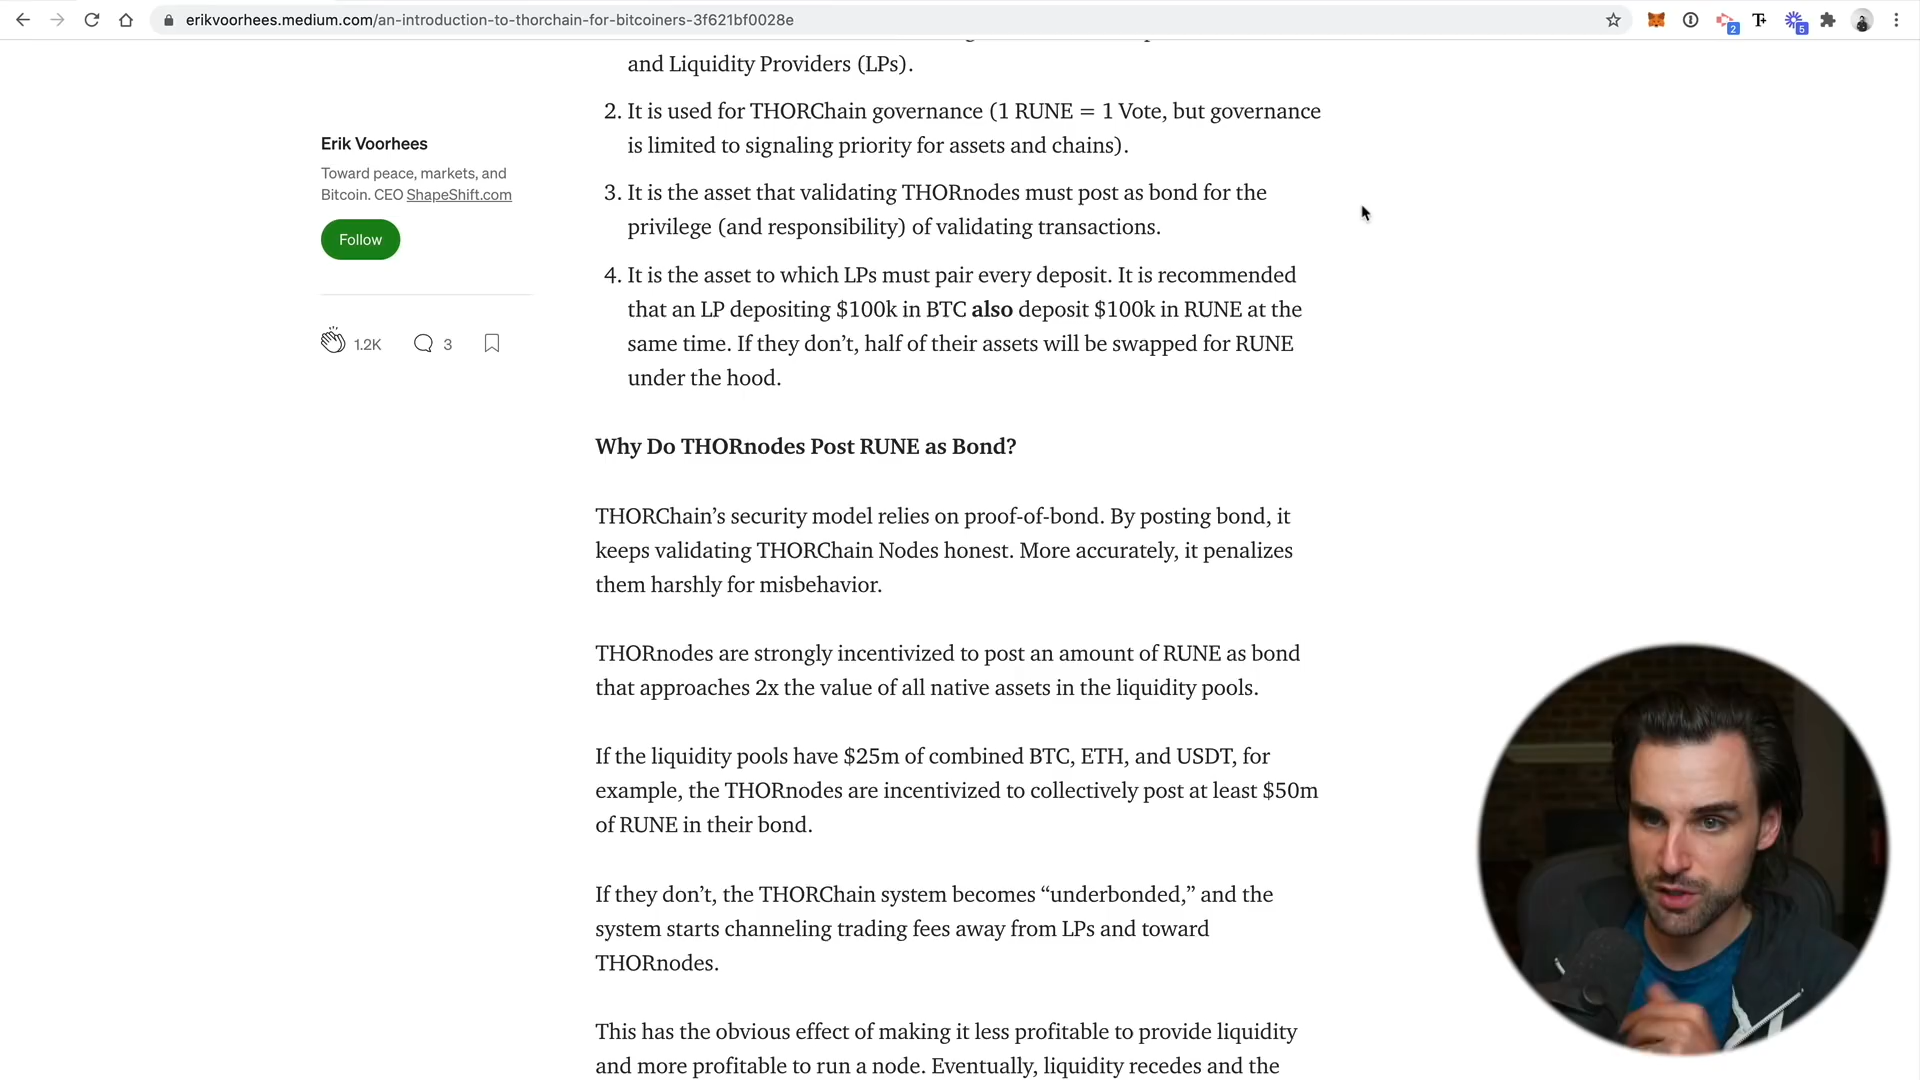 erikvoorhees.medium.com/an-introduction-to-thorchain-for-bitcoiners-3f621bf0028e
2
5
and Liquidity Providers (LPs).
2. It is used for THORChain governance (1 RUNE = 1 Vote, but governance
is limited to signaling priority for assets and chains).
Erik Voorhees
Toward peace, markets, and
Bitcoin. CEO ShapeShift.com
Follow
1.2K
3
3. It is the asset that validating THORnodes must post as bond for the
privilege (and responsibility) of validating transactions.
4. It is the asset to which LPs must pair every deposit. It is recommended
that an LP depositing $100k in BTC also deposit $100k in RUNE at the
same time. If they don’t, half of their assets will be swapped for RUNE
under the hood.
Why Do THORnodes Post RUNE as Bond?
THORChain’s security model relies on proof-of-bond. By posting bond, it
keeps validating THORChain Nodes honest. More accurately, it penalizes
them harshly for misbehavior.
THORnodes are strongly incentivized to post an amount of RUNE as bond
that approaches 2x the value of all native assets in the liquidity pools.
If the liquidity pools have $25m of combined BTC, ETH, and USDT, for
example, the THORnodes are incentivized to collectively post at least $50m
of RUNE in their bond.
If they don’t, the THORChain system becomes “underbonded,” and the
system starts channeling trading fees away from LPs and toward
THORnodes.
This has the obvious effect of making it less profitable to provide liquidity
and more profitable to run a node. Eventually, liquidity recedes and the